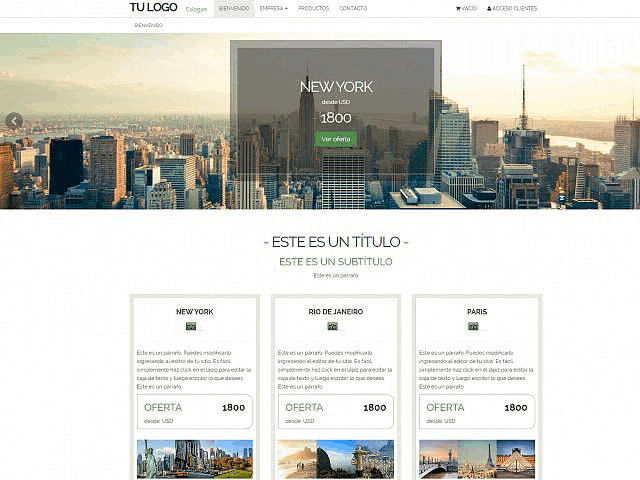 TU LOGO Eslogan BIENVENIDO EMPRESA PRODUCTOS CONTACTO VACÍO ACCESO CLIENTES
BIENVENIDO
NEW YORK
desde USD
1800
Ver oferta
- ESTE ES UN TÍTULO -
ESTE ES UN SUBTÍTULO
Este es un párrafo
NEW YORK
Este es un párrafo. Puedes modificarlo
ingresando al editor de tu sitio. Es fácil,
simplemente haz click en el lápiz para editar la
caja de texto y luego escribir lo que desees.
Este es un párrafo
OFERTA 1800
desde USD
RIO DE JANEIRO
Este es un párrafo. Puedes modificarlo
ingresando al editor de tu sitio. Es fácil,
simplemente haz click en el lápiz para editar la
caja de texto y luego escribir lo que desees.
Este es un párrafo
OFERTA 1800
desde USD
PARIS
Este es un párrafo. Puedes modificarlo
ingresando al editor de tu sitio. Es fácil,
simplemente haz click en el lápiz para editar la
caja de texto y luego escribir lo que desees.
Este es un párrafo
OFERTA 1800
desde USD